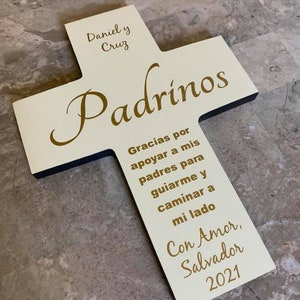 Daniel y
Cruz
Padrinos
Gracias por
apoyar a mis
padres para
guiarme y
caminar a
mi lado
Con Amor,
Salvador
2021